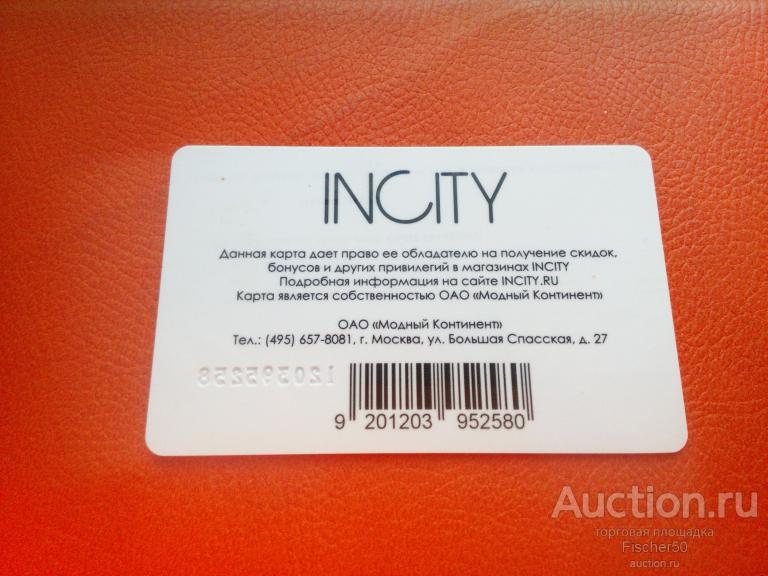 INCITY
Данная карта дает право ее обладателю на получение скидок,
бонусов и других привилегий в магазинах INCITY
Подробная информация на сайте INCITY.RU
Карта является собственностью ОАО «Модный Континент»
ОАО «Модный Континент»
Тел.: (495) 657-8081, г. Москва, ул. Большая Спасская, д. 27
120395258
9 201203 952580
Auction.ru
торговая площадка
Fischer50
auction.ru